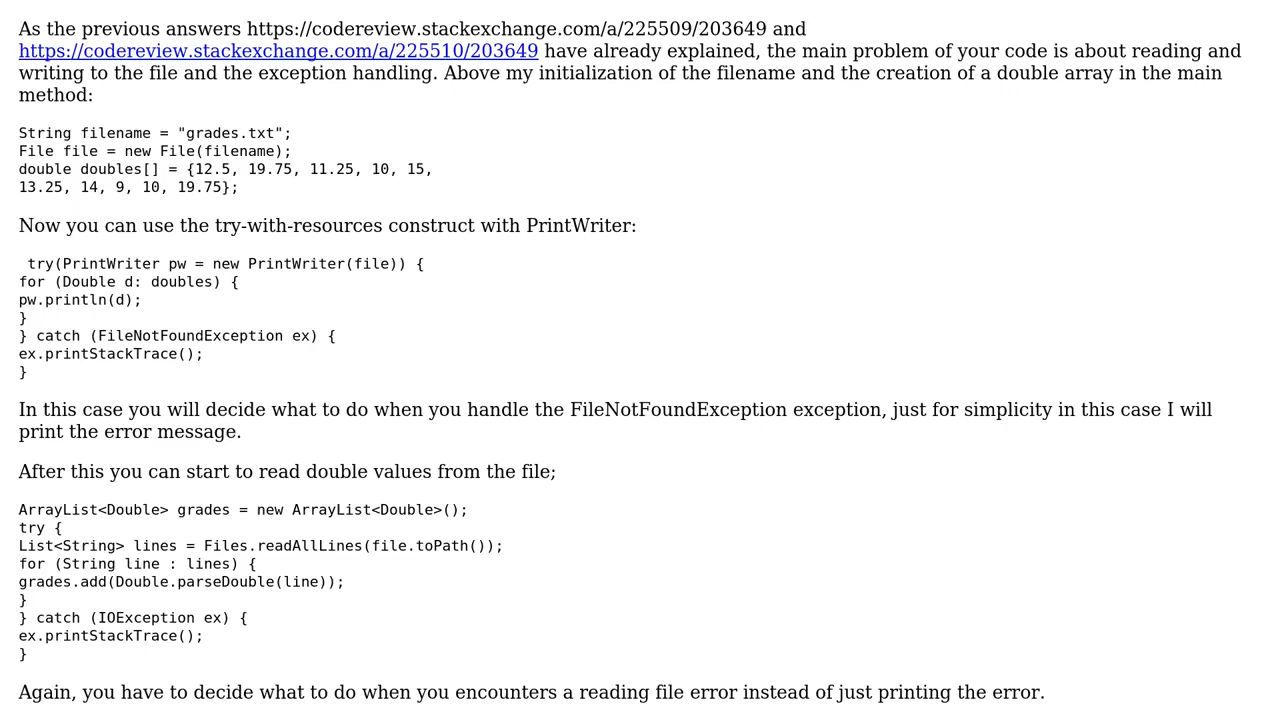 As the previous answers https://codereview.stackexchange.com/a/225509/203649 and
https://codereview.stackexchange.com/a/225510/203649 have already explained, the main problem of your code is about reading and
writing to the file and the exception handling. Above my initialization of the filename and the creation of a double array in the main
method:
String filename = "grades.txt";
File file = new File(filename);
double doubles[] = {12.5, 19.75, 11.25, 10, 15,
13.25, 14, 9, 10, 19.75};
Now you can use the try-with-resources construct with PrintWriter:
try(PrintWriter pw = new PrintWriter(file)) {
for (Double d: doubles) {
pw.println(d);
}
} catch (FileNotFoundException ex) {
ex.printStackTrace();
}
In this case you will decide what to do when you handle the FileNotFoundException exception, just for simplicity in this case I will
print the error message.
After this you can start to read double values from the file;
ArrayList<Double> grades = new ArrayList<Double>();
try {
List<String> lines = Files.readAllLines(file.toPath());
for (String line : lines) {
grades.add(Double.parseDouble(line));
}
} catch (IOException ex) {
ex.printStackTrace();
}
Again, you have to decide what to do when you encounters a reading file error instead of just printing the error.